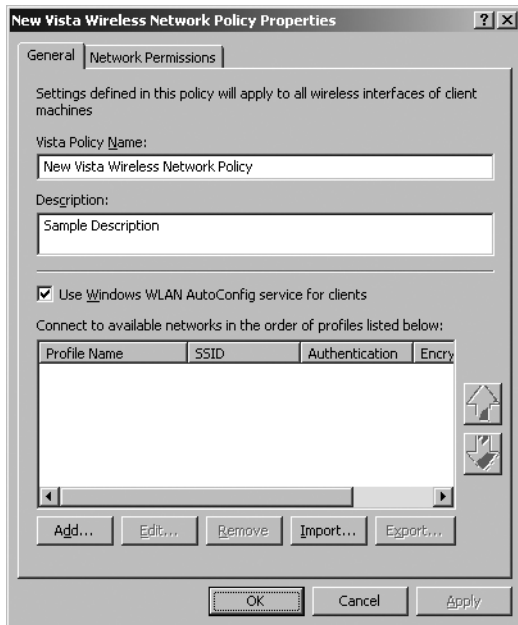 New Vista Wireless Network Policy Properties
General Network Permissions
Settings defined in this policy will apply to all wireless interfaces of client
machines
Vista Policy Name:
New Vista Wireless Network Policy
Description:
Sample Description
Use Windows WLAN AutoConfig service for clients
Connect to available networks in the order of profiles listed below:
Profile Name SSID Authentication Encry
Add... Edit... Remove Import... Export...
OK Cancel Apply